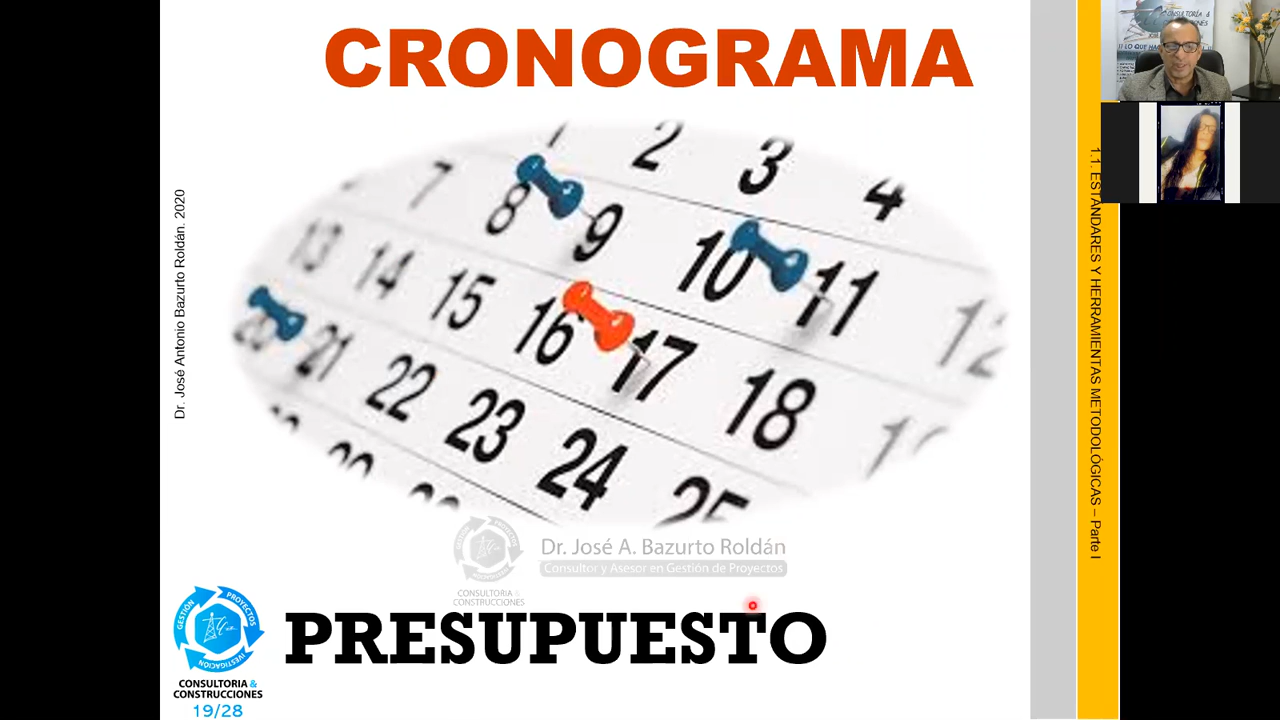 CRONOGRAMA
1 2 3 4
7 8 9 10 11 12
13 14 15 16 17 18
20 21 22 23 24 25
Dr. José Antonio Bazurto Roldán. 2020
Dr. José A. Bazurto Roldán
Consultor y Asesor en Gestión de Proyectos
CONSULTORIA &
CONSTRUCCIONES
PRESUPUESTO
GESTIÓN
PROYECTOS
CONSULTORIA &
CONSTRUCCIONES
19/28
1.1. ESTÁNDARES Y HERRAMIENTAS METODOLÓGICAS – Parte I